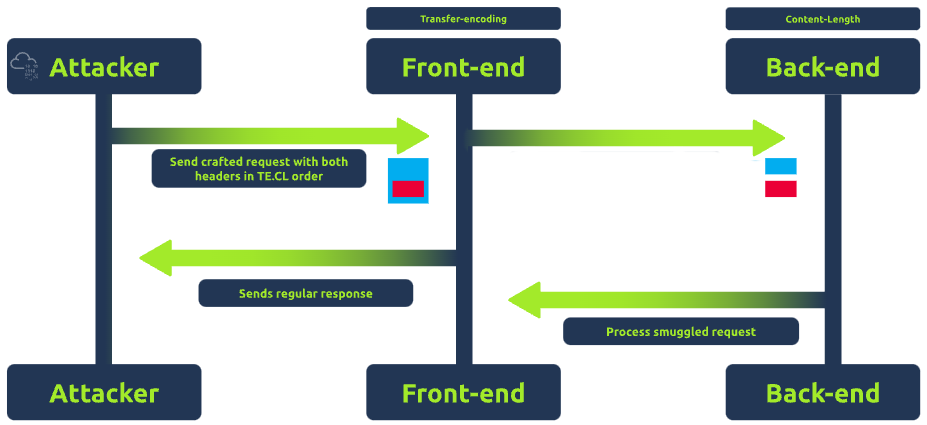 Transfer-encoding
Content-Length
Attacker
Front-end
Back-end
Send crafted request with both
headers in TE.CL order
Sends regular response
Process smuggled request
Attacker
Front-end
Back-end